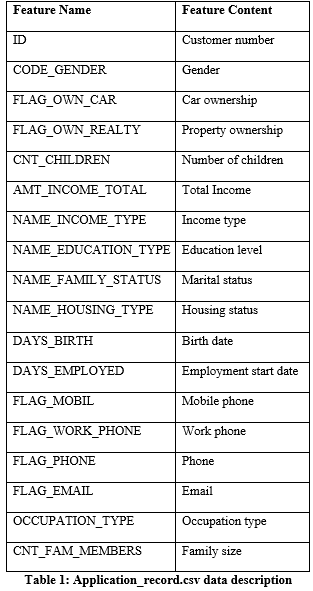 Feature Name Feature Content
ID Customer number
CODE_GENDER Gender
FLAG_OWN_CAR Car ownership
FLAG_OWN_REALTY Property ownership
CNT_CHILDREN Number of children
AMT_INCOME_TOTAL Total Income
NAME_INCOME_TYPE Income type
NAME_EDUCATION_TYPE Education level
NAME_FAMILY_STATUS Marital status
NAME_HOUSING_TYPE Housing status
DAYS_BIRTH Birth date
DAYS_EMPLOYED Employment start date
FLAG_MOBIL Mobile phone
FLAG_WORK_PHONE Work phone
FLAG_PHONE Phone
FLAG_EMAIL Email
OCCUPATION_TYPE Occupation type
CNT_FAM_MEMBERS Family size
Table 1: Application_record.csv data description